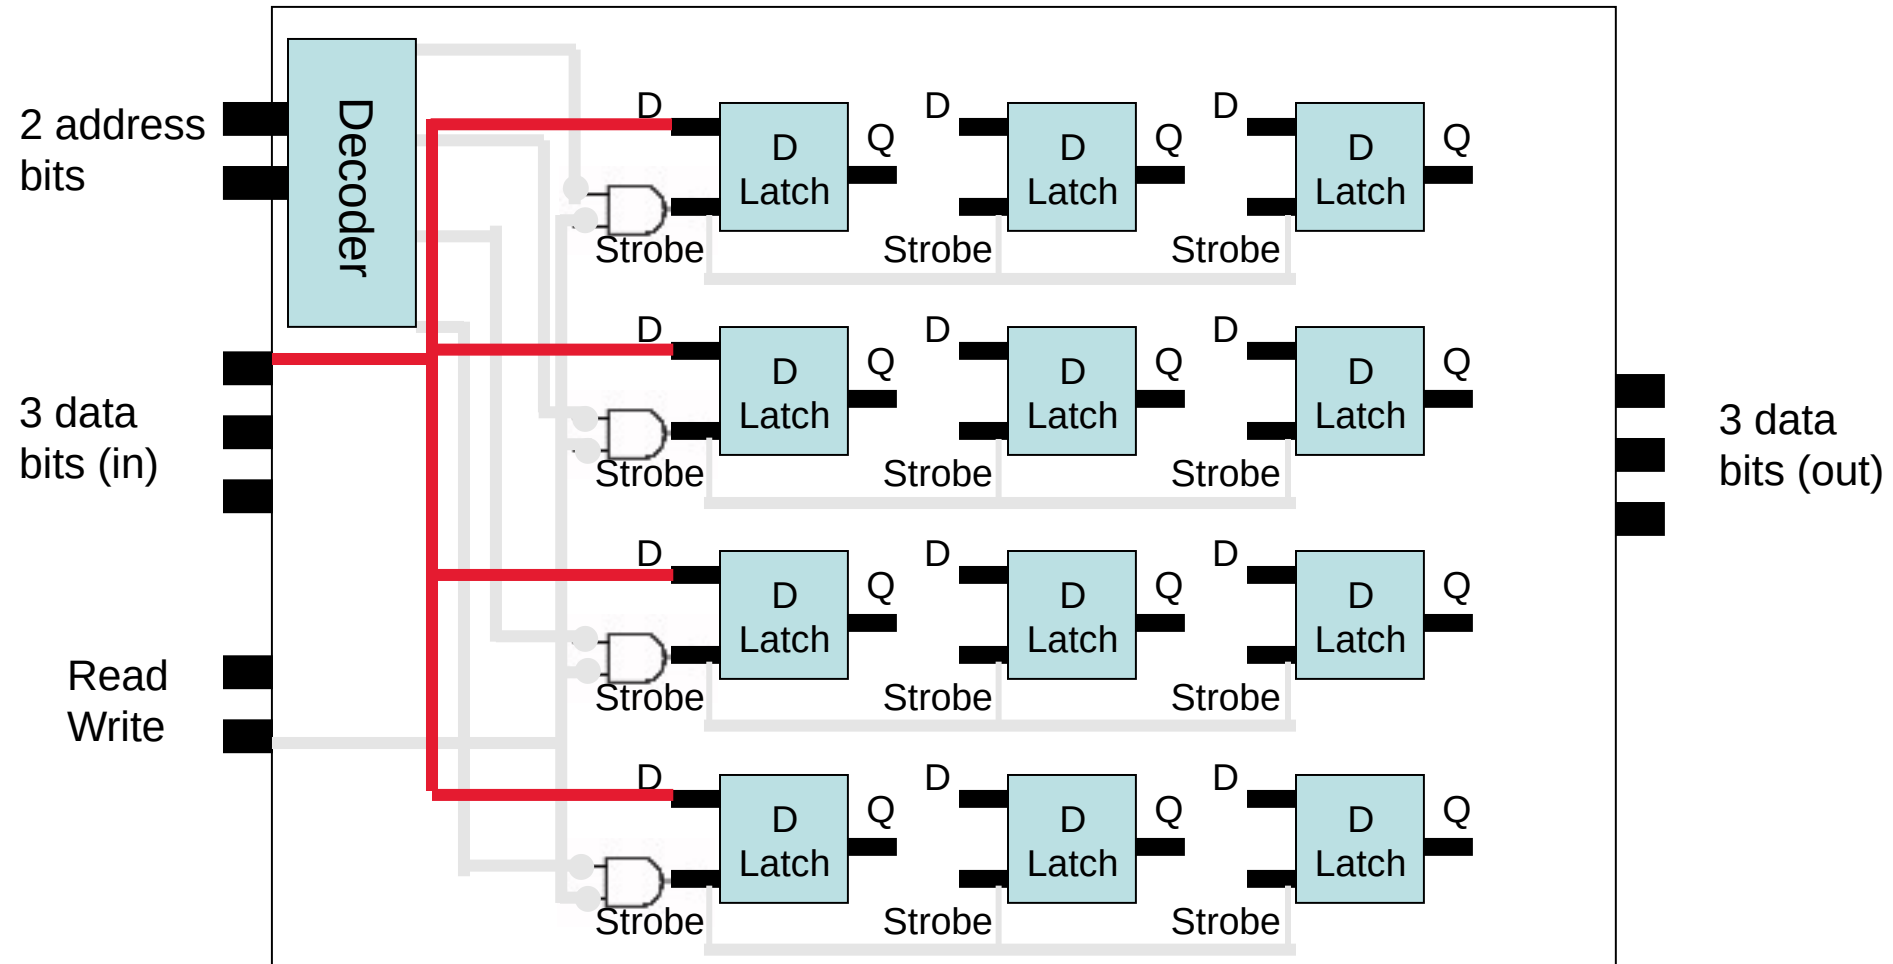 2 address
bits
Decoder
3 data
bits (in)
Read
Write
D
D
D
D
Latch
Q
D
Latch
Q
D
Latch
Q
Strobe
Strobe
Strobe
D
D
D
D
Latch
Q
D
Latch
Q
D
Latch
Q
Strobe
Strobe
Strobe
D
D
D
D
Latch
Q
D
Latch
Q
D
Latch
Q
Strobe
Strobe
Strobe
D
D
D
D
Latch
Q
D
Latch
Q
D
Latch
Q
Strobe
Strobe
Strobe
3 data
bits (out)